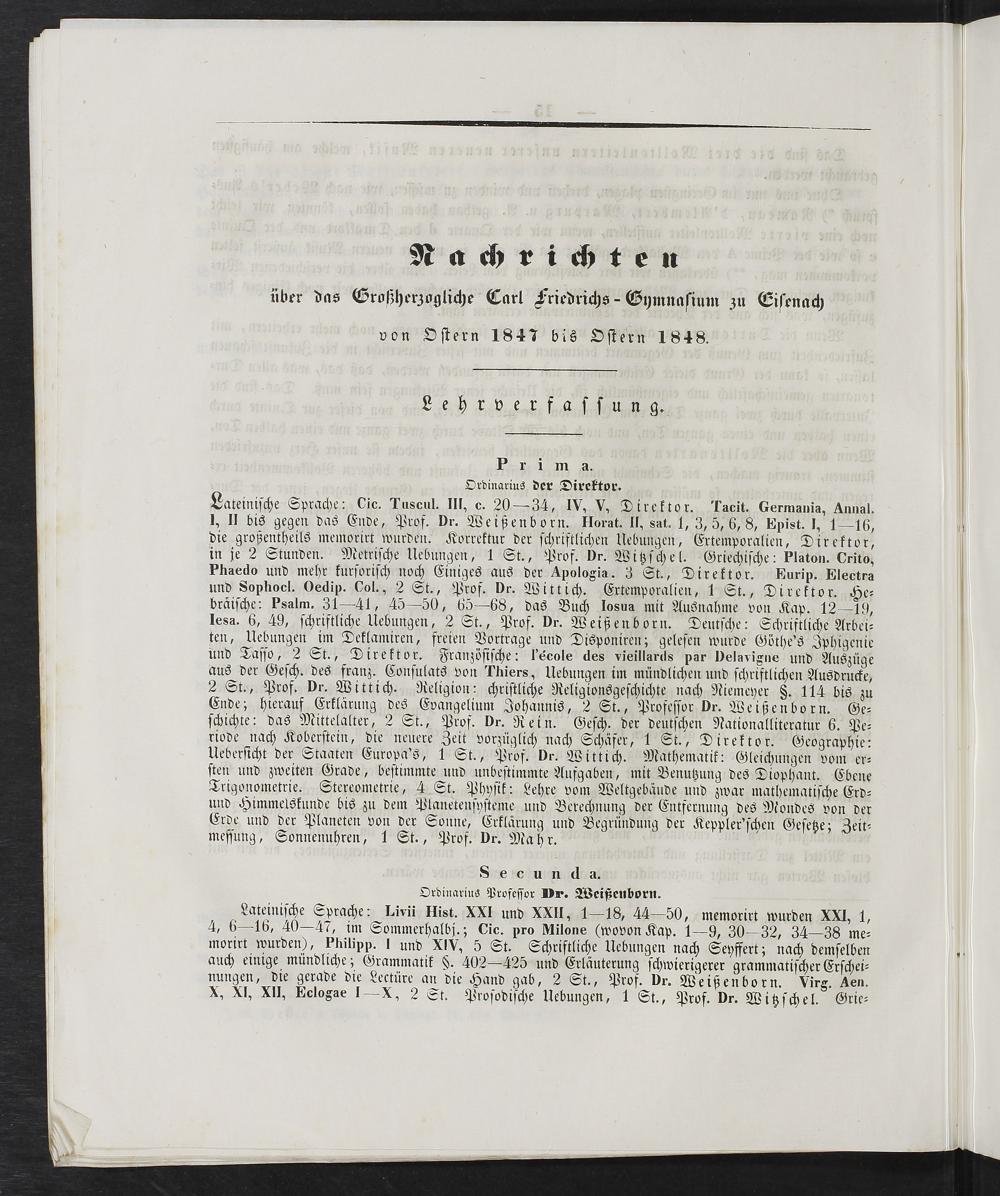 Nachrichten
über das Großherzogliche Carl Friedrichs-Gymnasium zu Eisenach
von Ostern 1847 bis Ostern 1848.
Lehrverfassung.
Prima.
Ordinarius der Direktor.
Lateinische Sprache: Cic. Tuscul. III, c. 20—34, IV, V, Direktor. Tacit. Germania, Annal.
I, II bis gegen das Ende, Prof. Dr. Weißenborn. Horat. II, sat. 1, 3, 5, 6, 8, Epist. I, 1—16,
die großentheils memorirt wurden. Korrektur der schriftlichen Uebungen, Extemporalien, Direktor,
in je 2 Stunden. Metrische Uebungen, 1 St., Prof. Dr. Witzschel. Griechische: Platon. Crito,
Phaedo und mehr kursorisch noch Einiges aus der Apologia. 3 St., Direktor. Eurip. Electra
und Sophocl. Oedip. Col., 2 St., Prof. Dr. Wittich. Extemporalien, 1 St., Direktor. He-
bräische: Psalm. 31—41, 45—50, 65—68, das Buch Iosua mit Ausnahme von Kap. 12—19,
Iesa. 6, 49, schriftliche Uebungen, 2 St., Prof. Dr. Weißenborn. Deutsche: Schriftliche Arbei-
ten, Uebungen im Deklamiren, freien Vortrage und Disponiren; gelesen wurde Göthe's Iphigenie
und Tasso, 2 St., Direktor. Französische: l'école des vieillards par Delavigne und Auszüge
aus der Gesch. des franz. Consulats von Thiers, Uebungen im mündlichen und schriftlichen Ausdrucke,
2 St., Prof. Dr. Wittich. Religion: christliche Religionsgeschichte nach Niemeyer §. 114 bis zu
Ende; hierauf Erklärung des Evangelium Johannis, 2 St., Professor Dr. Weißenborn. Ge-
schichte: das Mittelalter, 2 St., Prof. Dr. Rein. Gesch. der deutschen Nationalliteratur 6. Pe-
riode nach Koberstein, die neuere Zeit vorzüglich nach Schäfer, 1 St., Direktor. Geographie:
Uebersicht der Staaten Europa's, 1 St., Prof. Dr. Wittich. Mathematik: Gleichungen vom er-
sten und zweiten Grade, bestimmte und unbestimmte Aufgaben, mit Benutzung des Diophant. Ebene
Trigonometrie. Stereometrie, 4 St. Physik: Lehre vom Weltgebäude und zwar mathematische Erd-
und Himmelskunde bis zu dem Planetensysteme und Berechnung der Entfernung des Mondes von der
Erde und der Planeten von der Sonne, Erklärung und Begründung der Keppler'schen Gesetze; Zeit-
messung, Sonnenuhren, 1 St., Prof. Dr. Mahr.
Secunda.
Ordinarius Professor Dr. Weißenborn.
Lateinische Sprache: Livii Hist. XXI und XXII, 1—18, 44—50, memorirt wurden XXI, 1,
4, 6—16, 40—47, im Sommerhalbj.; Cic. pro Milone (wovon Kap. 1—9, 30—32, 34—38 me-
morirt wurden), Philipp. I und XIV, 5 St. Schriftliche Uebungen nach Seyffert; nach demselben
auch einige mündliche; Grammatik §. 402—425 und Erläuterung schwierigerer grammatischer Erschei-
nungen, die gerade die Lectüre an die Hand gab, 2 St., Prof. Dr. Weißenborn. Virg. Aen.
X, XI, XII, Eclogae I—X, 2 St. Prosodische Uebungen, 1 St., Prof. Dr. Witzschel. Grie-